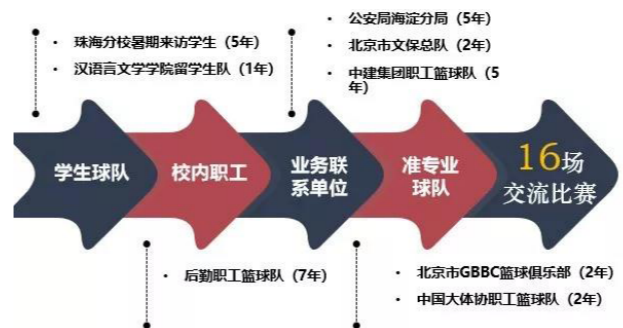 • 珠海分校暑期来访学生（5年）
• 汉语言文学学院留学生队（1年）
• 公安局海淀分局（5年）
• 北京市文保总队（2年）
• 中建集团职工篮球队（5
年）
学生球队
校内职工
业务联
系单位
准专业
球队
16场
交流比赛
• 后勤职工篮球队（7年）
• 北京市GBBC篮球俱乐部（2年）
• 中国大体协职工篮球队（2年）